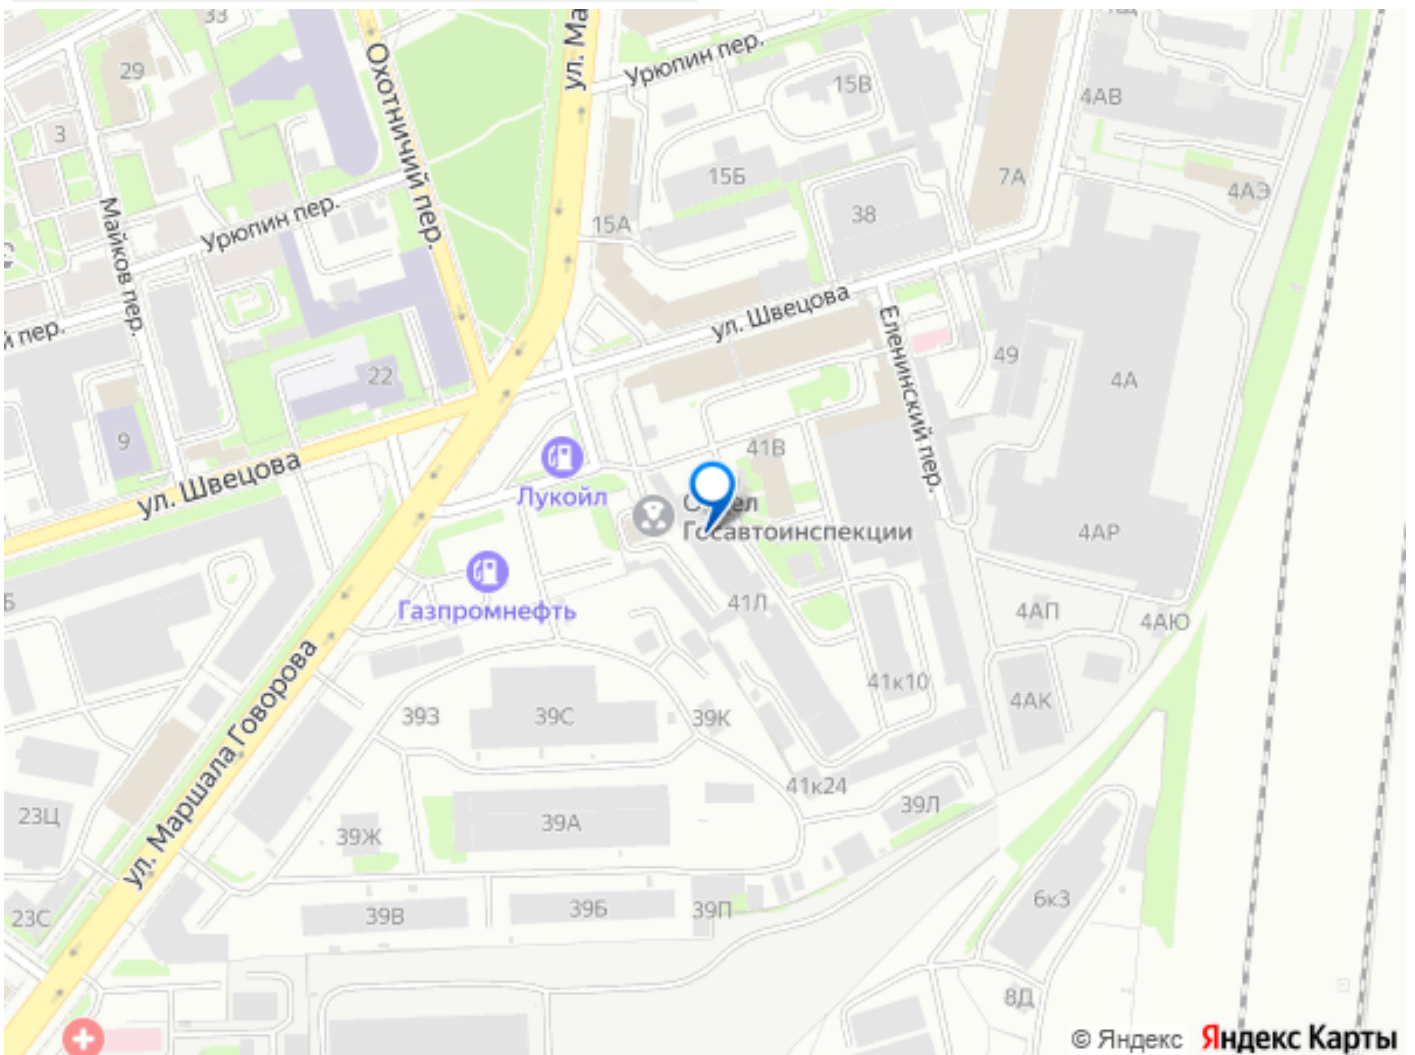 33
ул. Ма
29
Охотничий пер.
Урюпин пер.
15В
4АВ
3
15Б
7А
4АЭ
Майков пер.
Урюпин пер.
15А
38
й пер.
ул. Швецова
Еленинский пер.
49
22
4А
9
41В
ул. Швецова
Лукойл
Госавтоинспекции
4АР
Газпромнефть
41Л
4АП
4АЮ
ул. Маршала Говорова
41к10
4АК
39З
39С
39К
41к24
39Л
23Ц
39Ж
39А
6к3
23С
39В
39Б
39П
8Д
© Яндекс Яндекс Карты